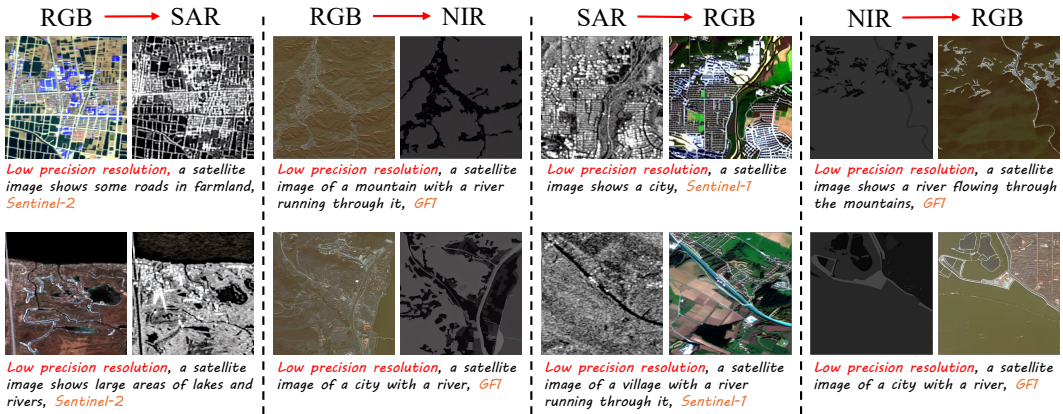 RGB → SAR
RGB → NIR
SAR → RGB
NIR → RGB
Low precision resolution, a satellite
image shows some roads in farmland,
Sentinel-2
Low precision resolution, a satellite
image of a mountain with a river
running through it, GF1
Low precision resolution, a satellite
image shows a city, Sentinel-1
Low precision resolution, a satellite
image shows a river flowing through
the mountains, GF1
Low precision resolution, a satellite
image shows large areas of lakes and
rivers, Sentinel-2
Low precision resolution, a satellite
image of a city with a river, GF1
Low precision resolution, a satellite
image of a village with a river
running through it, Sentinel-1
Low precision resolution, a satellite
image of a city with a river, GF1